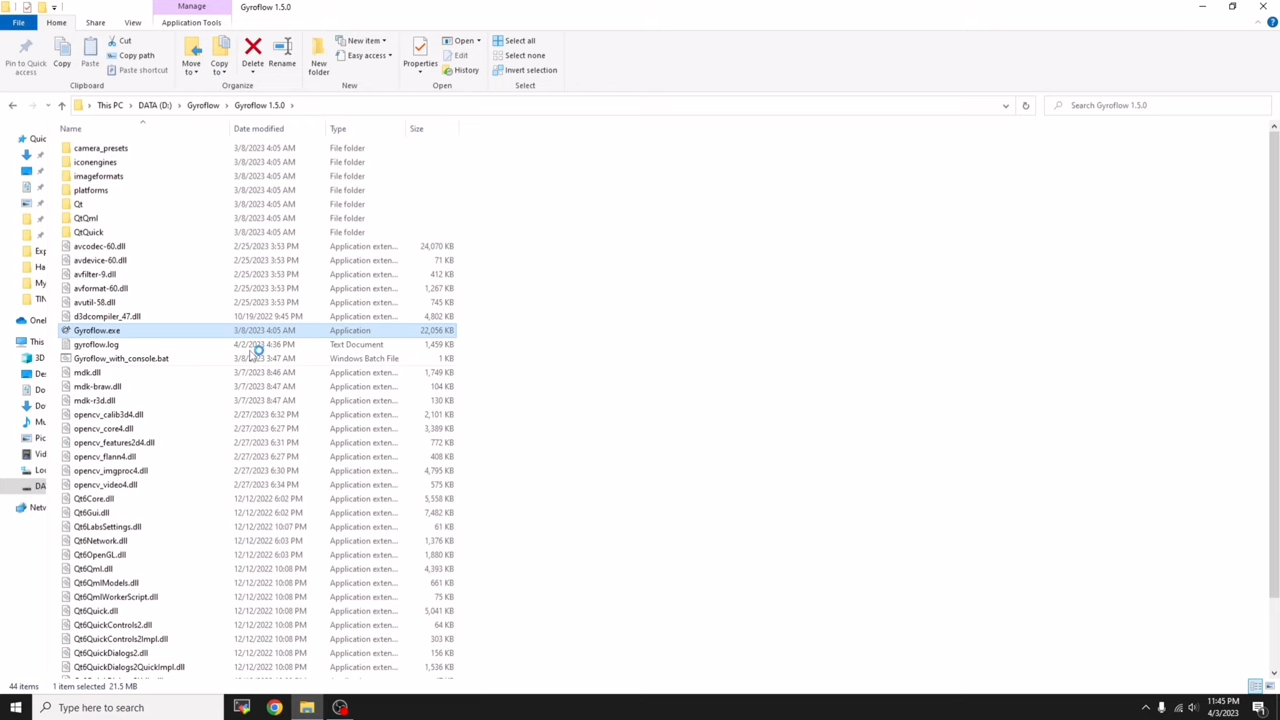 Manage
Gyroflow 1.5.0
File
Home
Share
View
Application Tools
Pin to Quick access
Copy
Paste
Cut
Copy path
Paste shortcut
Move to
Copy to
Delete
Rename
New folder
New item
Easy access
Properties
Open
Edit
History
Select all
Select none
Invert selection
Clipboard
Organize
New
Open
Select
This PC > DATA (D:) > Gyroflow > Gyroflow 1.5.0 >
Search Gyroflow 1.5.0
Name Date modified Type Size
camera_presets 3/8/2023 4:05 AM File folder
iconengines 3/8/2023 4:05 AM File folder
imageformats 3/8/2023 4:05 AM File folder
platforms 3/8/2023 4:05 AM File folder
Qt 3/8/2023 4:05 AM File folder
QtQml 3/8/2023 4:05 AM File folder
QtQuick 3/8/2023 4:05 AM File folder
avcodec-60.dll 2/25/2023 3:53 PM Application exten... 24,070 KB
avdevice-60.dll 2/25/2023 3:53 PM Application exten... 71 KB
avfilter-9.dll 2/25/2023 3:53 PM Application exten... 412 KB
avformat-60.dll 2/25/2023 3:53 PM Application exten... 1,267 KB
avutil-58.dll 2/25/2023 3:53 PM Application exten... 745 KB
d3dcompiler_47.dll 10/19/2022 9:45 PM Application exten... 4,802 KB
Gyroflow.exe 3/8/2023 4:05 AM Application 22,056 KB
gyroflow.log 4/2/2023 4:36 PM Text Document 1,459 KB
Gyroflow_with_console.bat 3/8/2023 3:47 AM Windows Batch File 1 KB
mdk.dll 3/7/2023 8:46 AM Application exten... 1,749 KB
mdk-braw.dll 3/7/2023 8:47 AM Application exten... 104 KB
mdk-r3d.dll 3/7/2023 8:47 AM Application exten... 130 KB
opencv_calib3d4.dll 2/27/2023 6:32 PM Application exten... 2,101 KB
opencv_core4.dll 2/27/2023 6:27 PM Application exten... 3,389 KB
opencv_features2d4.dll 2/27/2023 6:31 PM Application exten... 772 KB
opencv_flann4.dll 2/27/2023 6:27 PM Application exten... 408 KB
opencv_imgproc4.dll 2/27/2023 6:30 PM Application exten... 4,795 KB
opencv_video4.dll 2/27/2023 6:34 PM Application exten... 575 KB
Qt6Core.dll 12/12/2022 6:02 PM Application exten... 5,558 KB
Qt6Gui.dll 12/12/2022 6:02 PM Application exten... 7,482 KB
Qt6LabsSettings.dll 12/12/2022 10:07 PM Application exten... 61 KB
Qt6Network.dll 12/12/2022 6:03 PM Application exten... 1,376 KB
Qt6OpenGL.dll 12/12/2022 6:03 PM Application exten... 1,880 KB
Qt6Qml.dll 12/12/2022 10:08 PM Application exten... 4,393 KB
Qt6QmlModels.dll 12/12/2022 10:08 PM Application exten... 661 KB
Qt6QmlWorkerScript.dll 12/12/2022 10:08 PM Application exten... 75 KB
Qt6Quick.dll 12/12/2022 10:08 PM Application exten... 5,041 KB
Qt6QuickControls2.dll 12/12/2022 10:08 PM Application exten... 64 KB
Qt6QuickControls2Impl.dll 12/12/2022 10:08 PM Application exten... 303 KB
Qt6QuickDialogs2.dll 12/12/2022 10:08 PM Application exten... 156 KB
Qt6QuickDialogs2QuickImpl.dll 12/12/2022 10:08 PM Application exten... 1,536 KB
Quic
Exp
Ha
My
TIN
Onel
This
3D
Des
Do
Dov
Mu
Pic
Vid
Loc
DA
Netv
44 items 1 item selected 21.5 MB
Type here to search
11:45 PM
4/3/2023
1